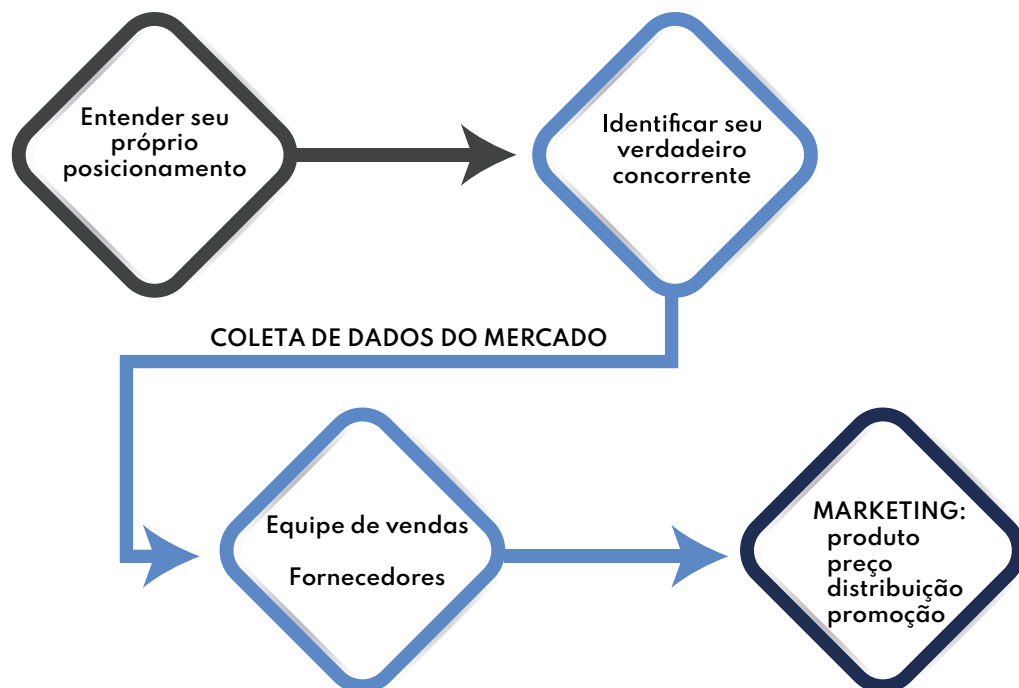 Entender seu
próprio
posicionamento
Identificar seu
verdadeiro
concorrente
COLETA DE DADOS DO MERCADO
Equipe de vendas
Fornecedores
MARKETING:
produto
preço
distribuição
promoção